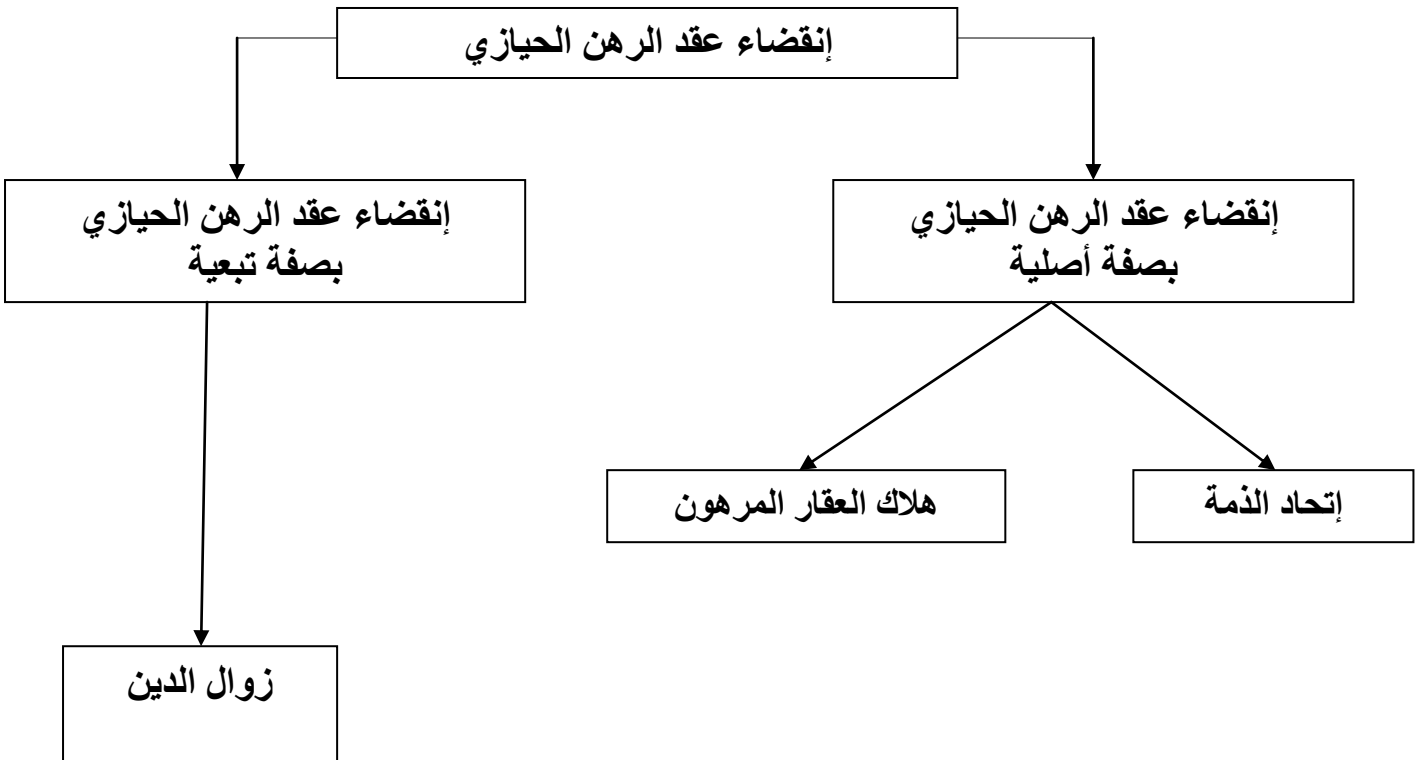 إنقضاء عقد الرهن الحيازي
إنقضاء عقد الرهن الحيازي
بصفة أصلية
إنقضاء عقد الرهن الحيازي
بصفة تبعية
إتحاد الذمة
هلاك العقار المرهون
زوال الدين